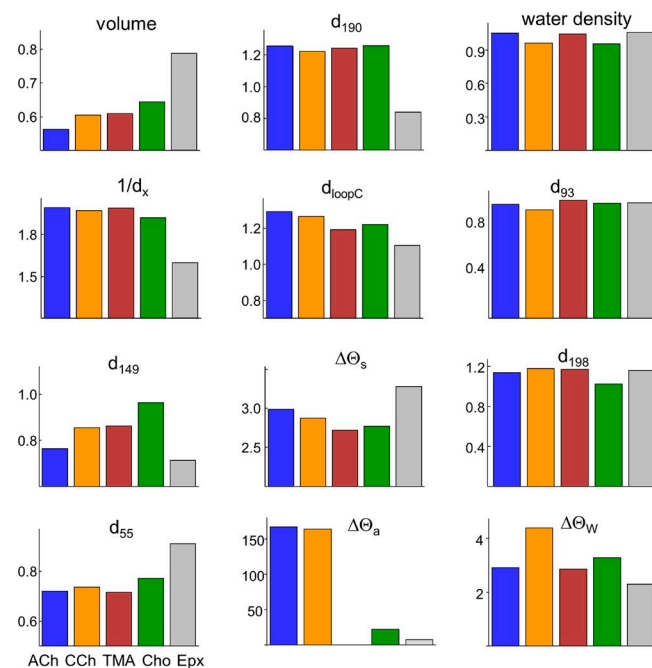 volume
0.8
0.7
0.6
d190
1.2
1.0
0.8
water density
0.9
0.6
0.3
1/dx
1.8
1.5
dloopC
1.2
1.0
0.8
d93
0.8
0.4
d149
1.0
0.8
ΔΘs
3.0
2.5
d198
1.2
0.8
0.4
d55
0.8
0.6
ACh CCh TMA Cho Epx
ΔΘa
150
100
50
ΔΘW
4
2